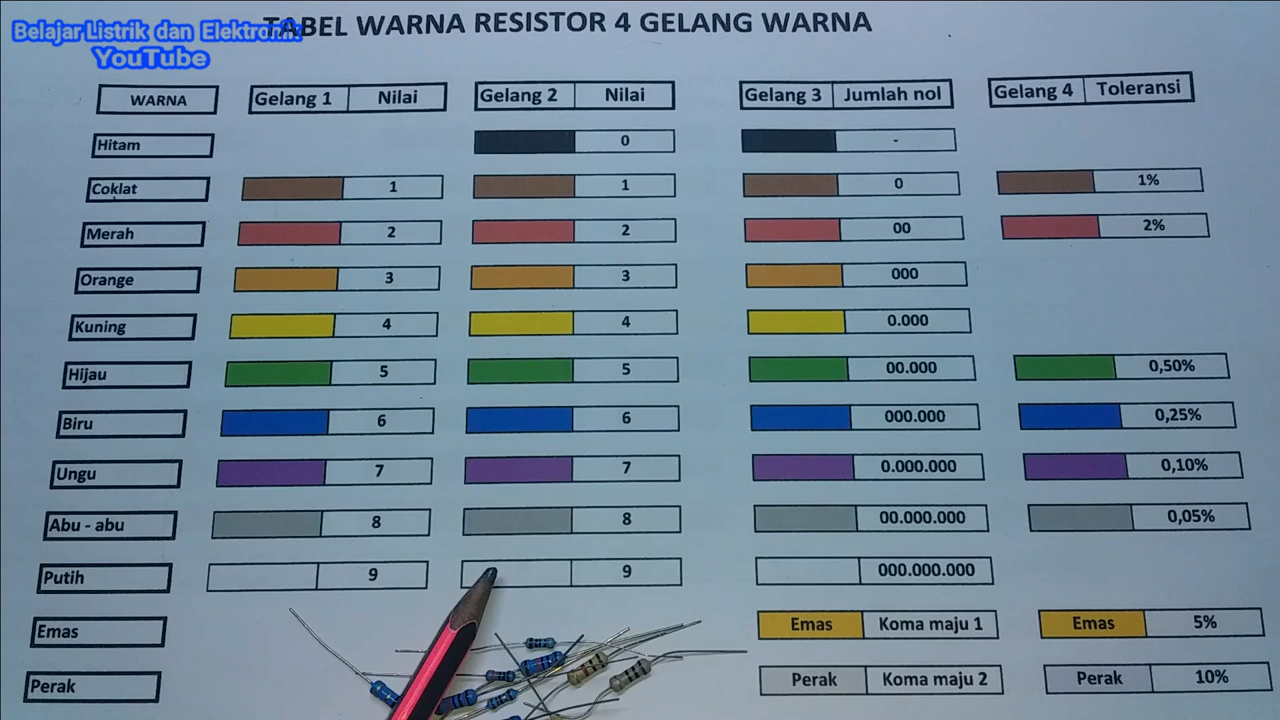 TABEL WARNA RESISTOR 4 GELANG WARNA
Belajar Listrik dan Elektronik
YouTube
WARNA Gelang 1 Nilai Gelang 2 Nilai Gelang 3 Jumlah nol Gelang 4 Toleransi
Hitam 0 -
Coklat 1 1 0 1%
Merah 2 2 00 2%
Orange 3 3 000
Kuning 4 4 0.000
Hijau 5 5 00.000 0,50%
Biru 6 6 000.000 0,25%
Ungu 7 7 0.000.000 0,10%
Abu - abu 8 8 00.000.000 0,05%
Putih 9 9 000.000.000
Emas Emas Koma maju 1 Emas 5%
Perak Perak Koma maju 2 Perak 10%